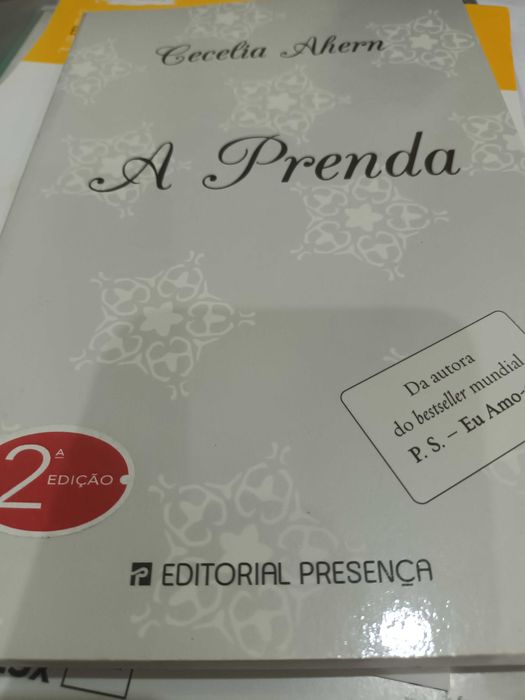 Cecelia Ahern
A Prenda
Da autora
do bestseller mundial
P. S. – Eu Amo-
2ª
EDIÇÃO
EDITORIAL PRESENÇA